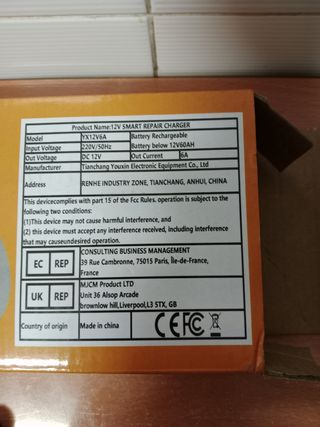 Product Name:12V SMART REPAIR CHARGER
Model YX12V6A Battery Rechargeable
Input Voltage 220V/50Hz Battery below 12V60AH
Out Voltage DC 12V Out Current 6A
Manufacturer Tianchang Youxin Electronic Equipment Co., Ltd
Address RENHE INDUSTRY ZONE, TIANCHANG, ANHUI, CHINA
This devicecomplies with part 15 of the Fcc Rules. operation is subject to the
following two conditions:
(1)This device may not cause harmful interference, and
(2) this device must accept any interference received, including interference
that may causeundesired operation.
EC REP CONSULTING BUSINESS MANAGEMENT
39 Rue Cambronne, 75015 Paris, Île-de-France,
France
UK REP MJCM Product LTD
Unit 36 Alsop Arcade
brownlow hill,Liverpool,L3 5TX, GB
Country of origin Made in china CE FC